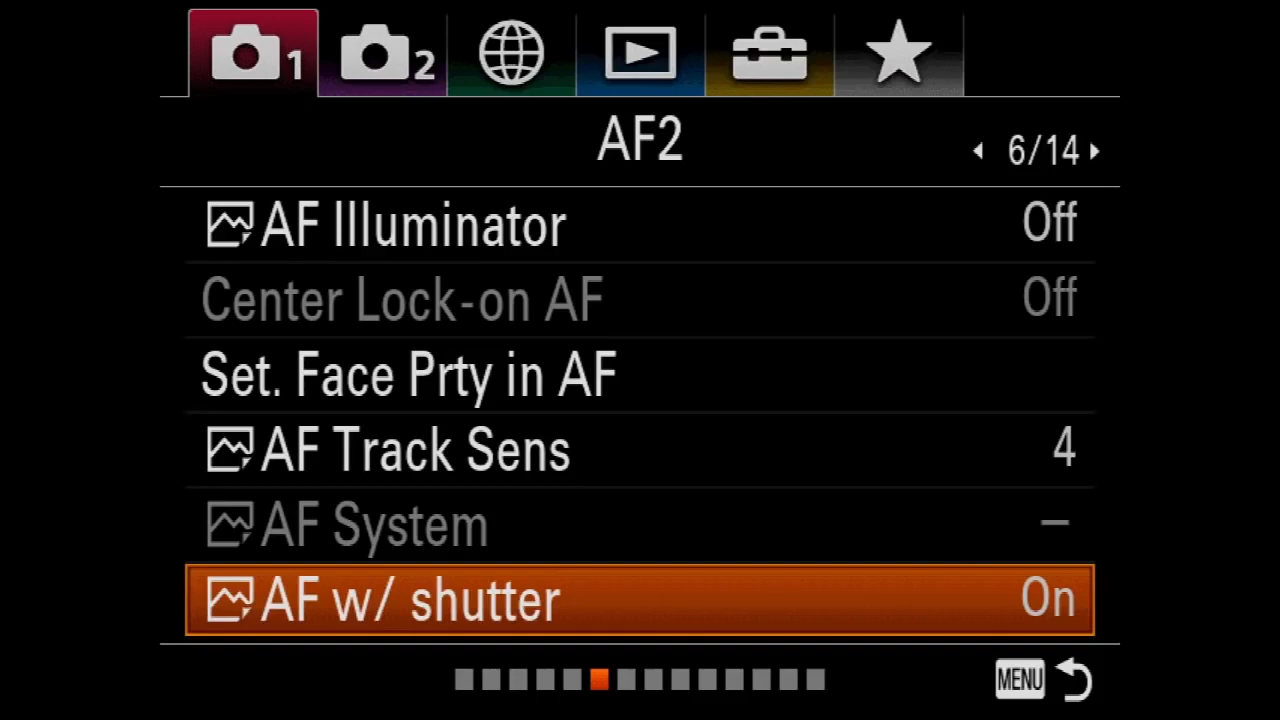 1 2
AF2 6/14
AF Illuminator Off
Center Lock-on AF Off
Set. Face Prty in AF
AF Track Sens 4
AF System –
AF w/ shutter On
MENU